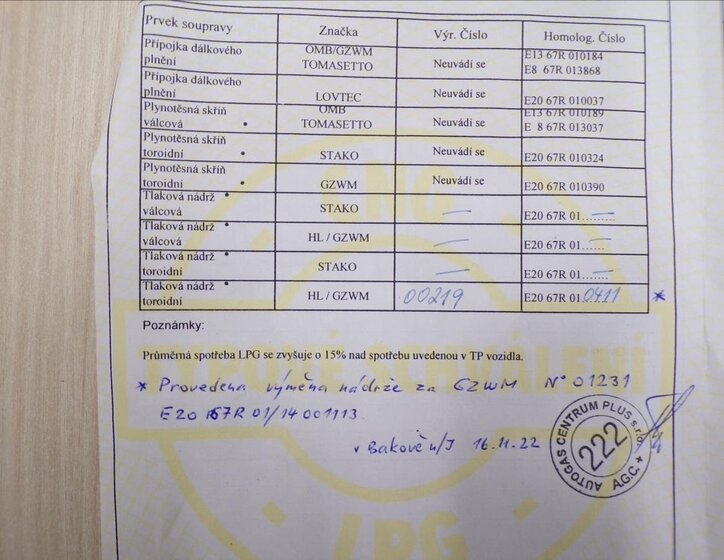 Prvek soupravy Značka Výr. Číslo Homolog. Číslo
Přípojka dálkového plnění OMB/GZWM TOMASETTO Neuvádí se E13 67R 010184 E8 67R 013868
Přípojka dálkového plnění LOVTEC E20 67R 010037
Plynotěsná skříň válcová OMB TOMASETTO Neuvádí se E13 67R 010189 E 8 67R 013037
Plynotěsná skříň toroidní STAKO Neuvádí se E20 67R 010324
Plynotěsná skříň toroidní GZWM Neuvádí se E20 67R 010390
Tlaková nádrž válcová STAKO — E20 67R 01......
Tlaková nádrž válcová HL / GZWM — E20 67R 01......
Tlaková nádrž toroidní STAKO — E20 67R 01......
Tlaková nádrž toroidní HL / GZWM 00219 E20 67R 01...0411 *
Poznámky:
Průměrná spotřeba LPG se zvyšuje o 15% nad spotřebu uvedenou v TP vozidla.
* Provedena výměna nádrže za GZWM N° 01231
E20 67R 01/14 001113
v Bakově n/J 16.11.22
AUTOGAS CENTRUM PLUS s.r.o. A.G.C. +
222
CNG
TYPOVÉ SCHVÁLENÍ
LPG